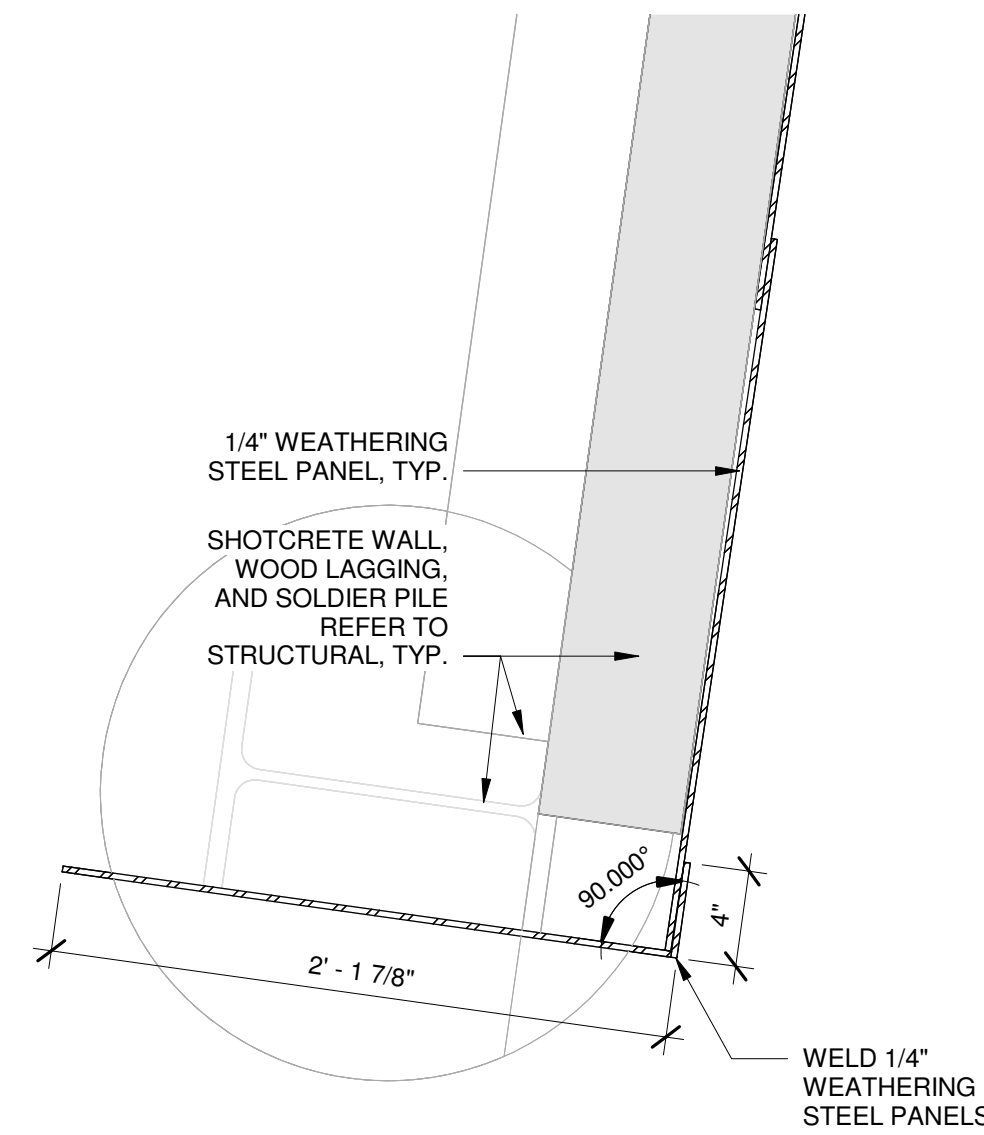 1/4" WEATHERING
STEEL PANEL, TYP.
SHOTCRETE WALL,
WOOD LAGGING,
AND SOLDIER PILE
REFER TO
STRUCTURAL, TYP.
90.000°
4"
2' - 1 7/8"
WELD 1/4"
WEATHERING
STEEL PANELS